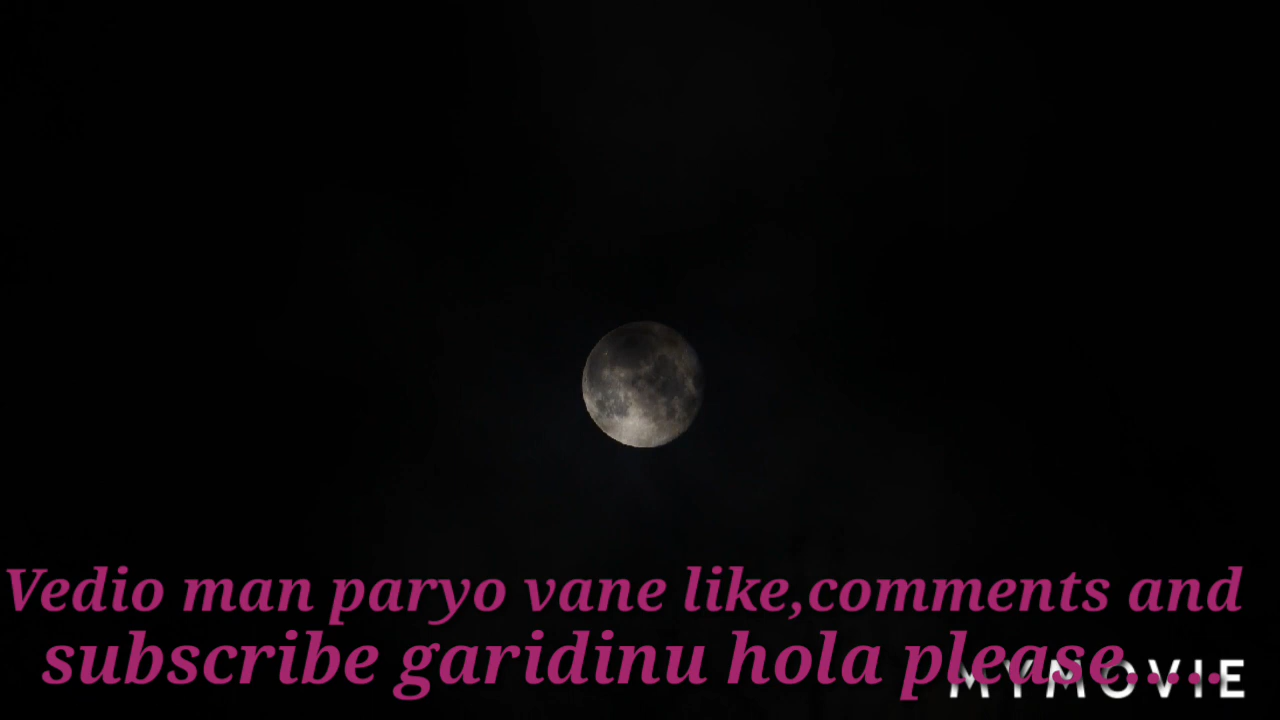 Vedio man paryo vane like,comments and
subscribe garidinu hola please.....
MYMOVIE